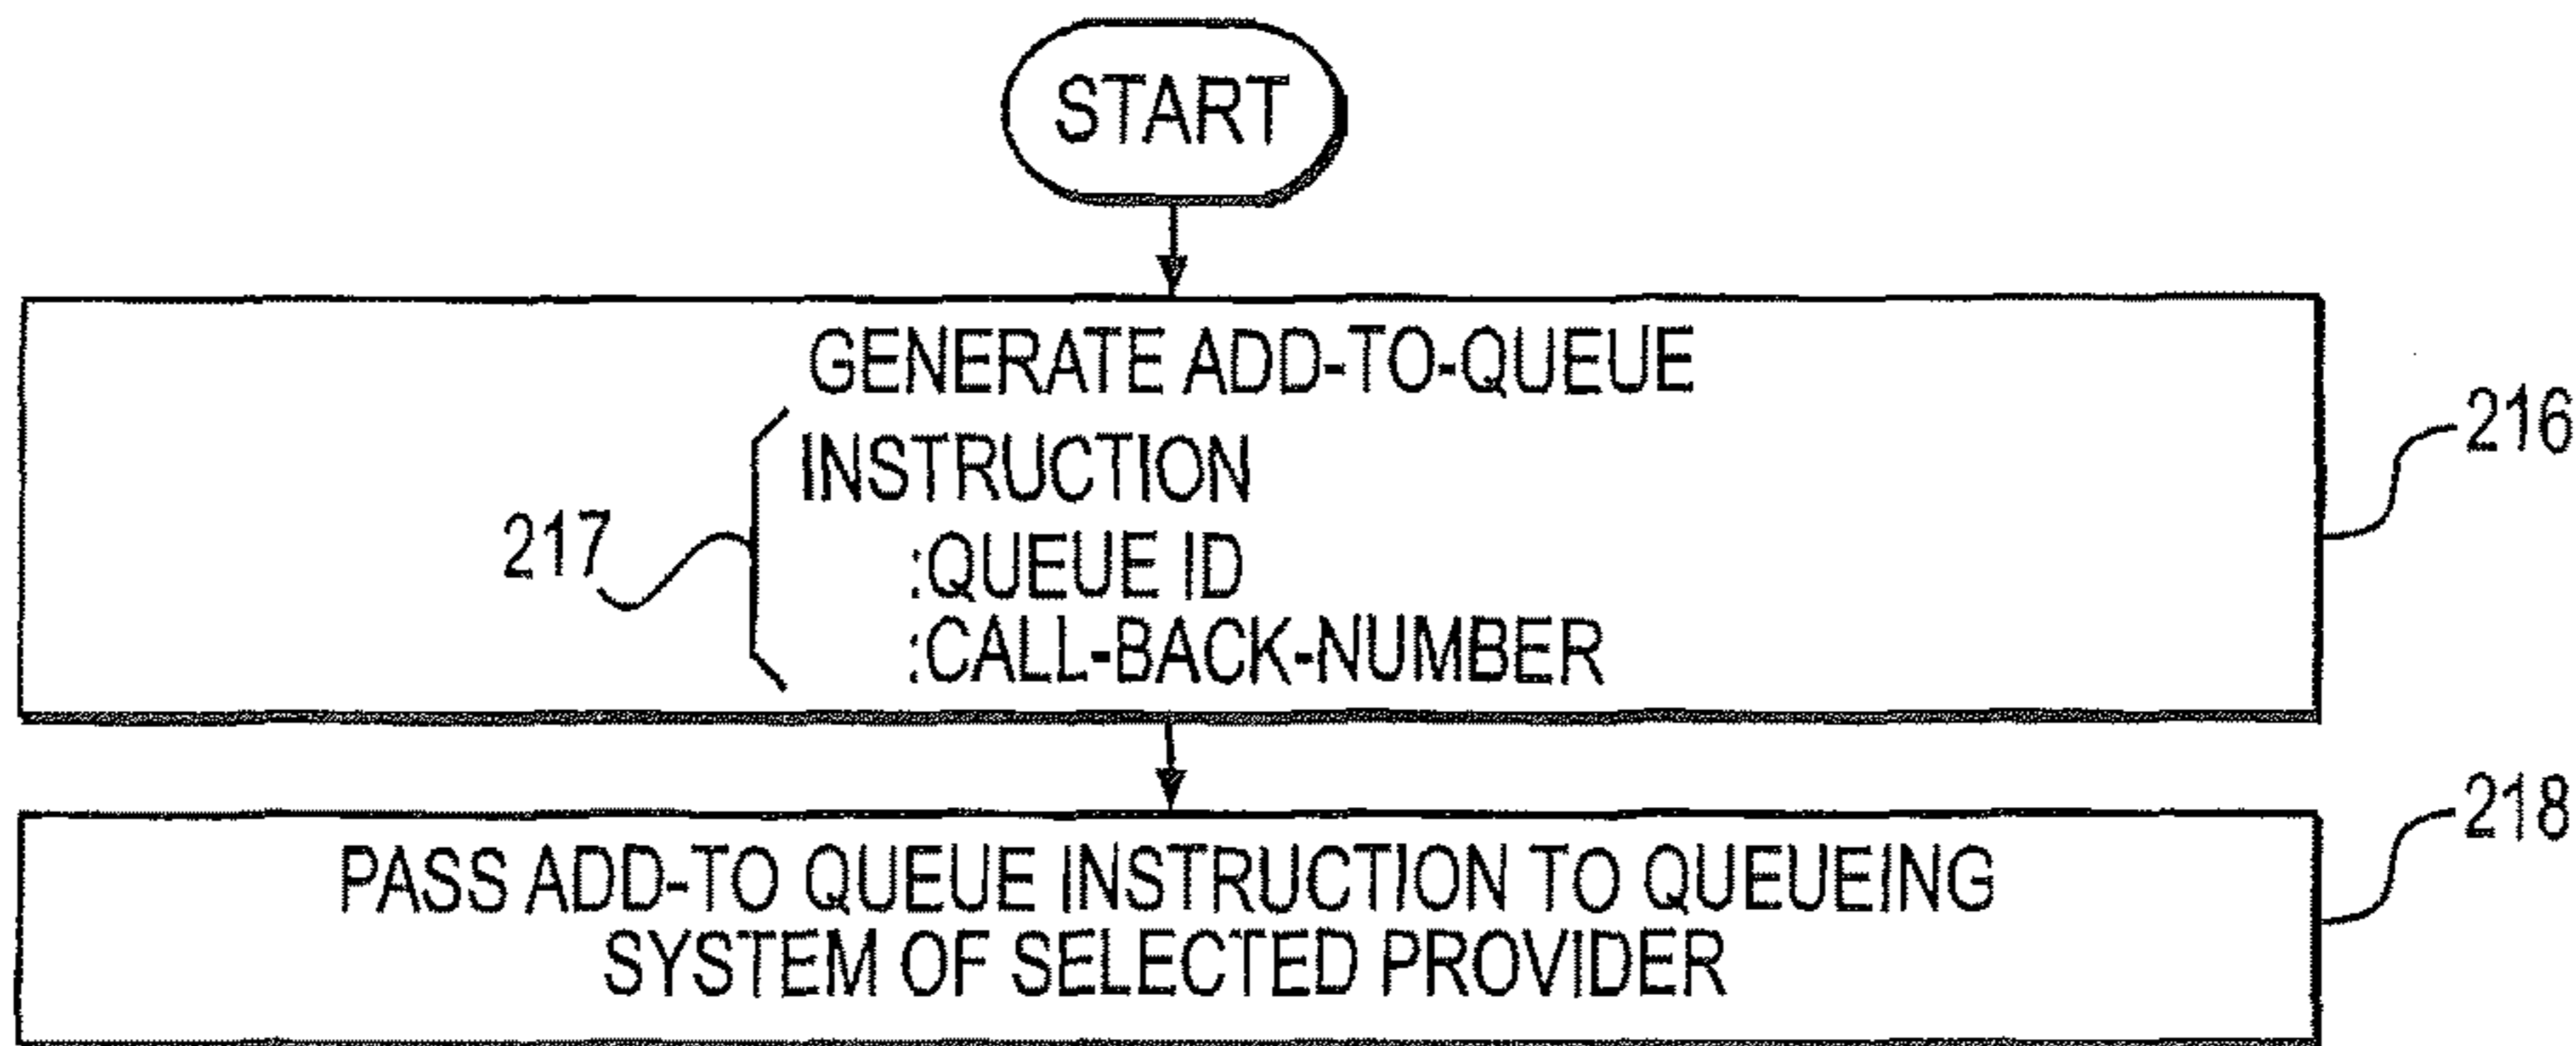 START
GENERATE ADD-TO-QUEUE
INSTRUCTION
:QUEUE ID
:CALL-BACK-NUMBER
217
216
PASS ADD-TO QUEUE INSTRUCTION TO QUEUEING
SYSTEM OF SELECTED PROVIDER
218